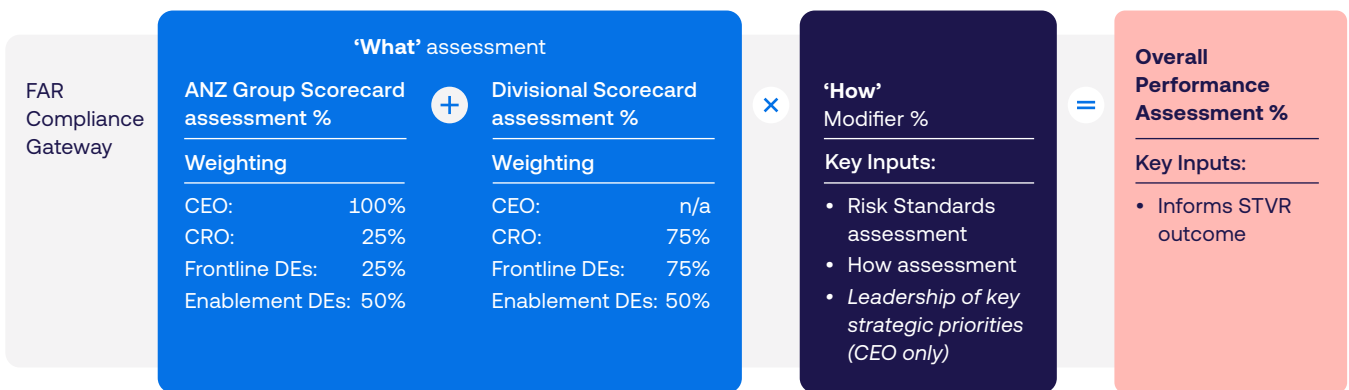 FAR
Compliance
Gateway
‘What’ assessment
ANZ Group Scorecard
assessment %
Weighting
CEO: 100%
CRO: 25%
Frontline DEs: 25%
Enablement DEs: 50%
+
Divisional Scorecard
assessment %
Weighting
CEO: n/a
CRO: 75%
Frontline DEs: 75%
Enablement DEs: 50%
×
‘How’
Modifier %
Key Inputs:
• Risk Standards
assessment
• How assessment
• Leadership of key
strategic priorities
(CEO only)
=
Overall
Performance
Assessment %
Key Inputs:
• Informs STVR
outcome